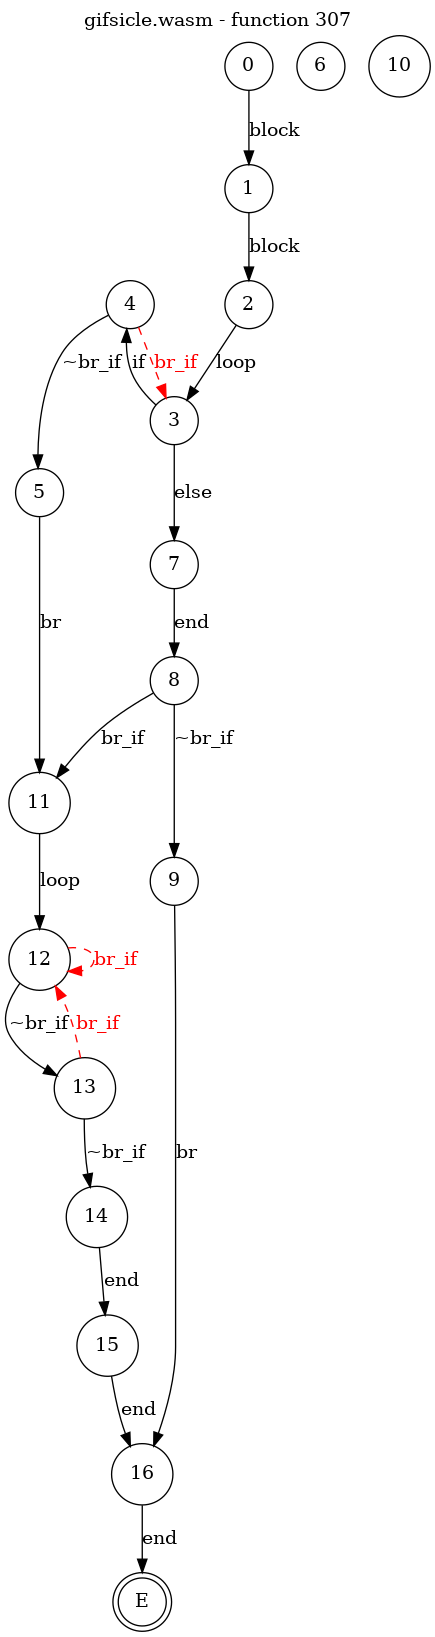 gifsicle.wasm - function 307
0 6 10
block
1
block
4 2
~br_if if br_if loop
3
5 else
7
br end
8
br_if ~br_if
11
loop 9
12 br_if
~br_if br_if
13
~br_if br
14
end
15
end
16
end
E